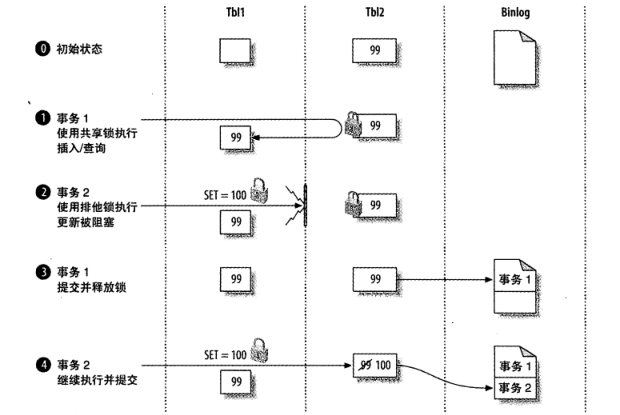 Tbl1 Tbl2 Binlog
0 初始状态 99
1 事务 1
使用共享锁执行
插入/查询
99 99
2 事务 2
使用排他锁执行
更新被阻塞
SET = 100
99 99
3 事务 1
提交并释放锁
99 99 事务 1
4 事务 2
继续执行并提交
SET = 100
99 99 100
事务 1
事务 2